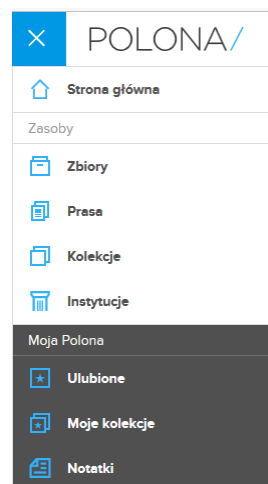 POLONA/
Strona główna
Zasoby
Zbiory
Prasa
Kolekcje
Instytucje
Moja Polona
Ulubione
Moje kolekcje
Notatki